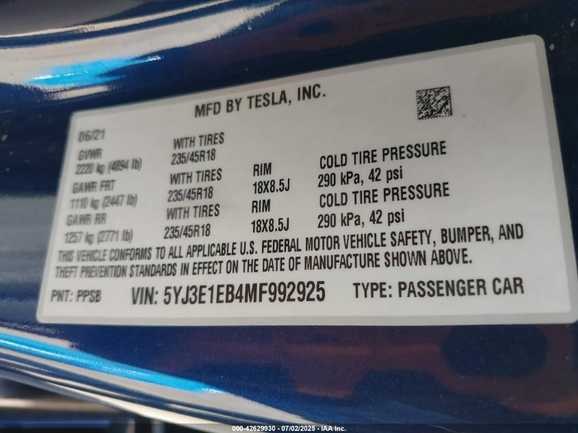 MFD BY TESLA, INC.
06/21
GVWR
2220 kg (4894 lb)
WITH TIRES
235/45R18
GAWR FRT
1110 kg (2447 lb)
WITH TIRES
235/45R18
RIM
18X8.5J
COLD TIRE PRESSURE
290 kPa, 42 psi
GAWR RR
1257 kg (2771 lb)
WITH TIRES
235/45R18
RIM
18X8.5J
COLD TIRE PRESSURE
290 kPa, 42 psi
THIS VEHICLE CONFORMS TO ALL APPLICABLE U.S. FEDERAL MOTOR VEHICLE SAFETY, BUMPER, AND
THEFT PREVENTION STANDARDS IN EFFECT ON THE DATE OF MANUFACTURE SHOWN ABOVE.
PNT: PPSB VIN: 5YJ3E1EB4MF992925 TYPE: PASSENGER CAR
000-42629930 - 07/02/2025 - IAA Inc.